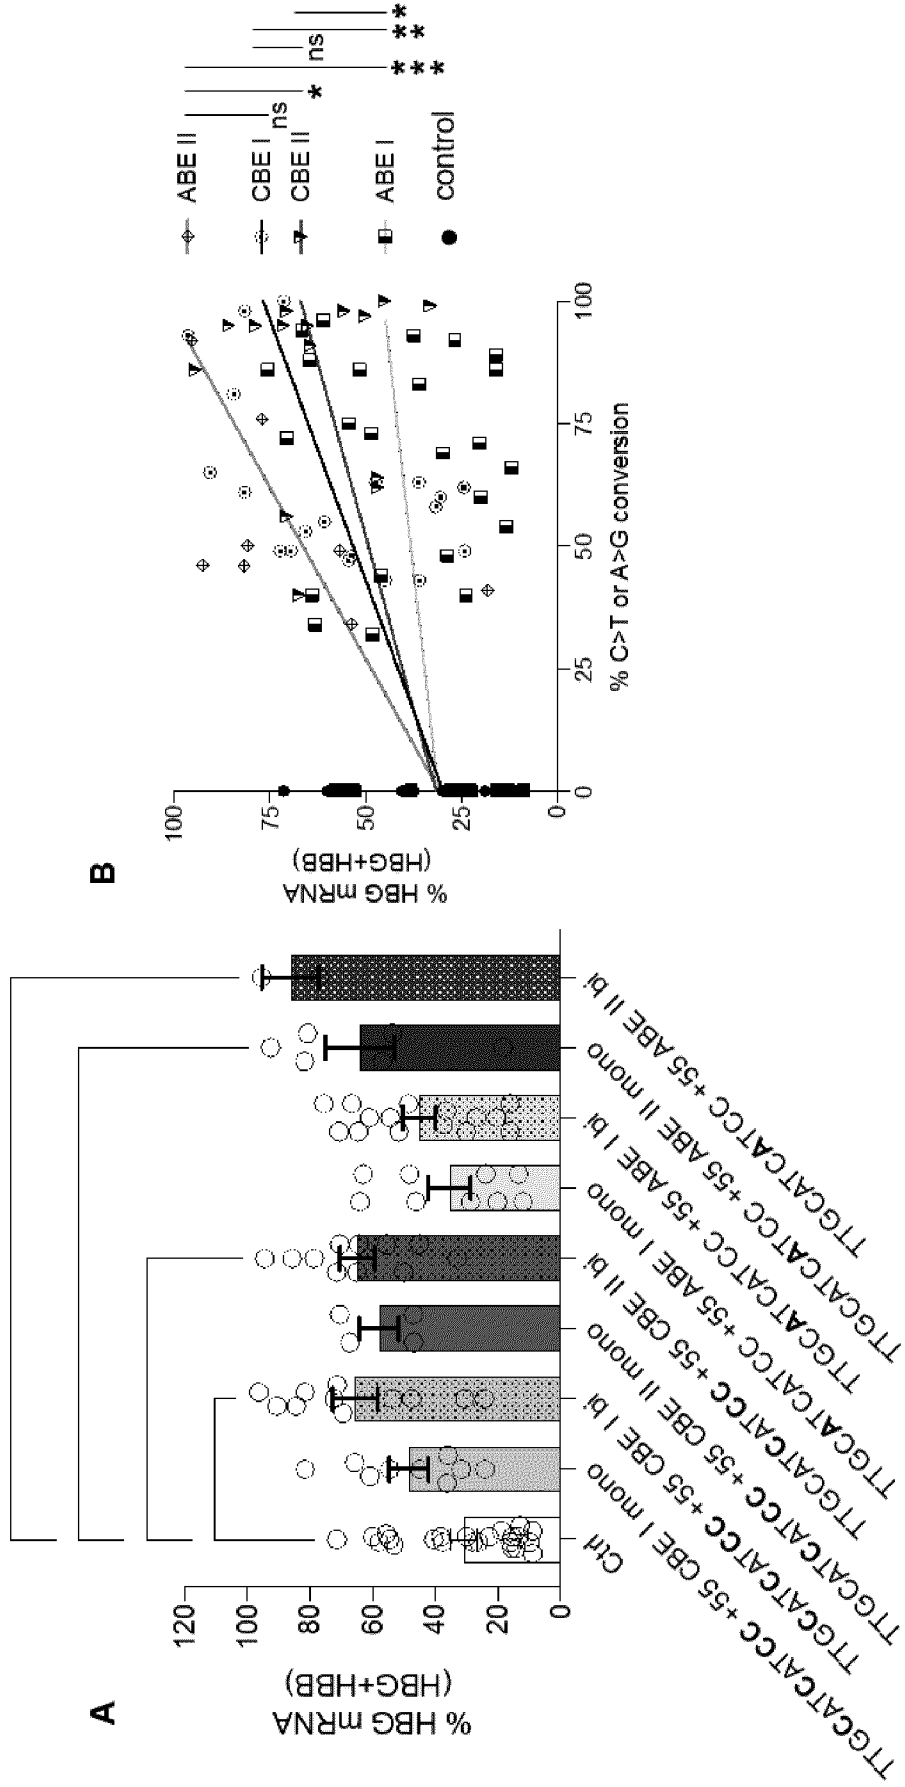 A
% HBG mRNA
(HBG+HBB)
120
100
80
60
40
20
0
Ctrl
TTGCATCATCC +55 CBE I mono
TTGCATCATCC +55 CBE I bi
TTGCATCATCC +55 CBE II mono
TTGCATCATCC +55 CBE II bi
TTGCATCATCC +55 ABE I mono
TTGCATCATCC +55 ABE I bi
TTGCATCATCC +55 ABE II mono
TTGCATCATCC +55 ABE II bi
B
% HBG mRNA
(HBG+HBB)
100
75
50
25
0
0
25
50
75
100
% C>T or A>G conversion
ABE II
CBE I
CBE II
ABE I
control
ns
*
***
ns
**
*